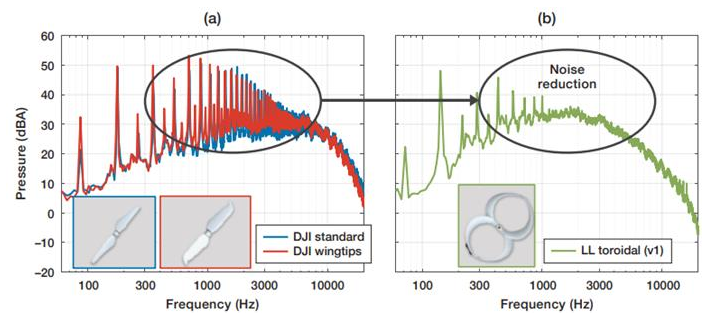 (a)
60
50
40
30
20
10
0
−10
−20
Pressure (dBA)
DJI standard
DJI wingtips
100 300 1000 3000 10000
Frequency (Hz)
(b)
Noise
reduction
LL toroidal (v1)
100 300 1000 3000 10000
Frequency (Hz)